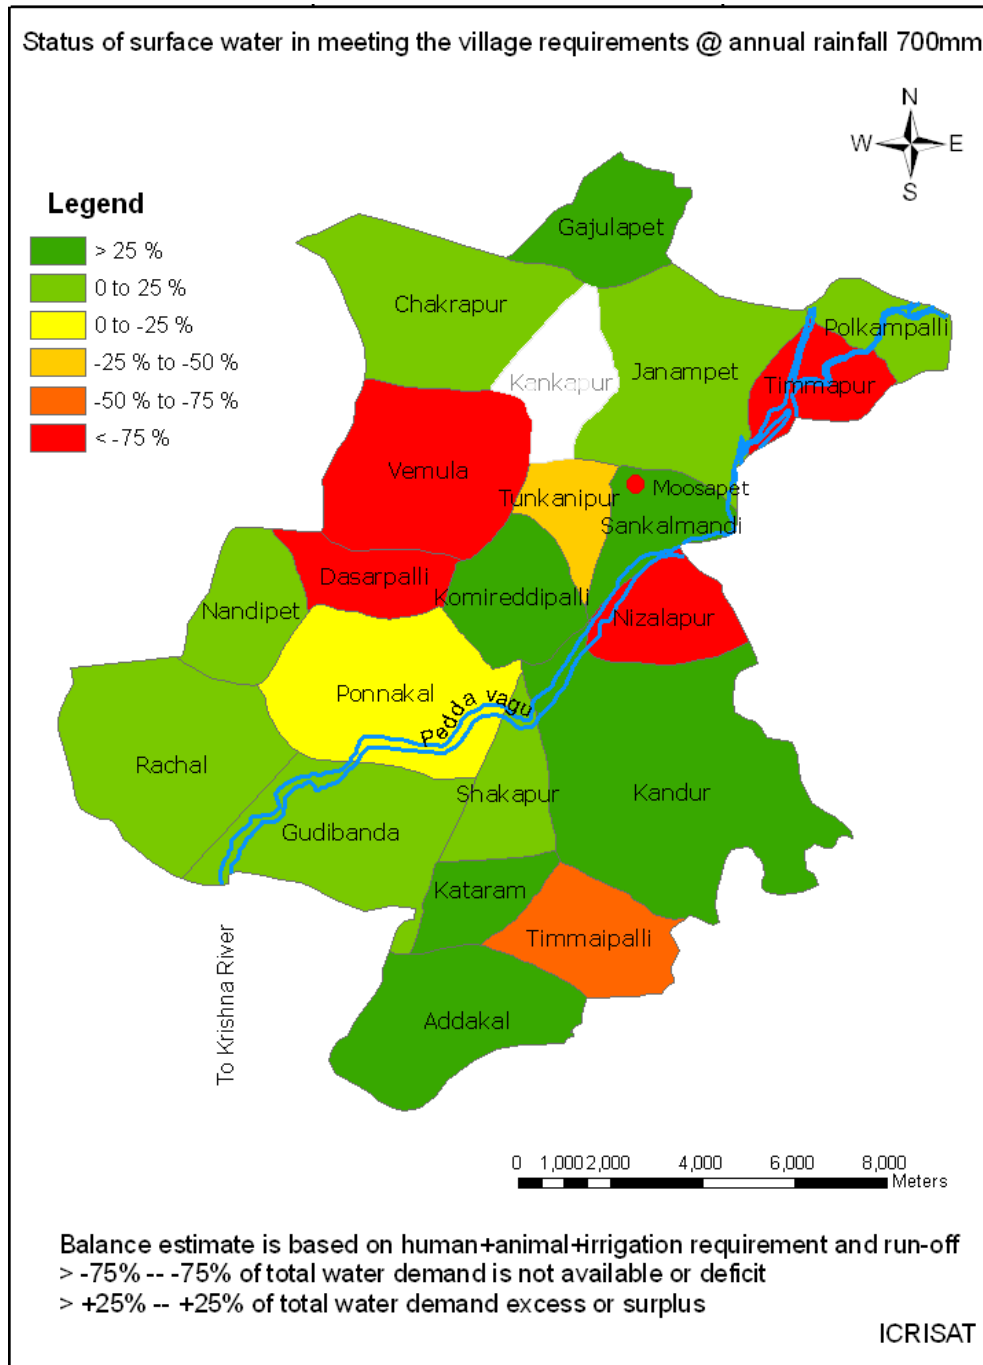 Status of surface water in meeting the village requirements @ annual rainfall 700mm
N
W E
S
Legend
> 25 %
0 to 25 %
0 to -25 %
-25 % to -50 %
-50 % to -75 %
< -75 %
Gajulapet
Chakrapur
Polkampalli
Kankapur
Janampet
Timmapur
Vemula
Tunkanipur
Moosapet
Sankalmandi
Dasarpalli
Komireddipalli
Nandipet
Nizalapur
Ponnakal
Pedda vagu
Rachal
Shakapur
Kandur
Gudibanda
Kataram
Timmaipalli
To Krishna River
Addakal
0 1,000 2,000 4,000 6,000 8,000
Meters
Balance estimate is based on human+animal+irrigation requirement and run-off
> -75% -- -75% of total water demand is not available or deficit
> +25% -- +25% of total water demand excess or surplus
ICRISAT